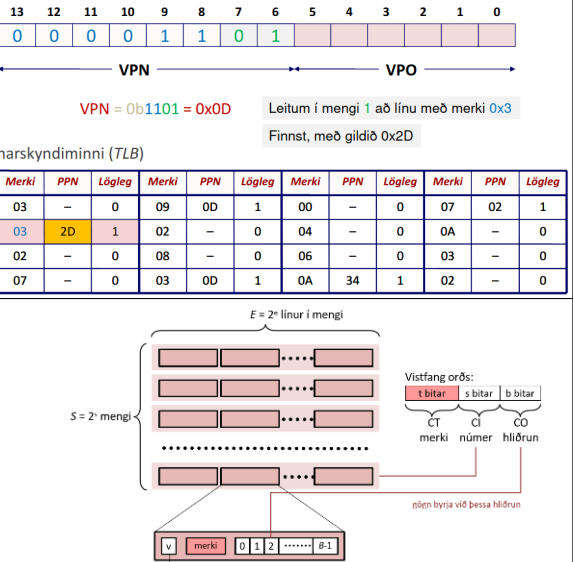 13 12 11 10 9 8 7 6 5 4 3 2 1 0
0 0 0 0 1 1 0 1
VPN VPO
VPN = 0b1101 = 0x0D
Leitum í mengi 1 að línu með merki 0x3
Finnst, með gildið 0x2D
narskyndiminni (TLB)
Merki PPN Lögleg Merki PPN Lögleg Merki PPN Lögleg Merki PPN Lögleg
03 – 0 09 0D 1 00 – 0 07 02 1
03 2D 1 02 – 0 04 – 0 0A – 0
02 – 0 08 – 0 06 – 0 03 – 0
07 – 0 03 0D 1 0A 34 1 02 – 0
E = 2ᵉ línur í mengi
S = 2ˢ mengi
Vistfang orðs:
t bitar s bitar b bitar
CT CI CO
merki númer hliðrun
gögn byrja við þessa hliðrun
v merki 0 1 2 ······· B-1